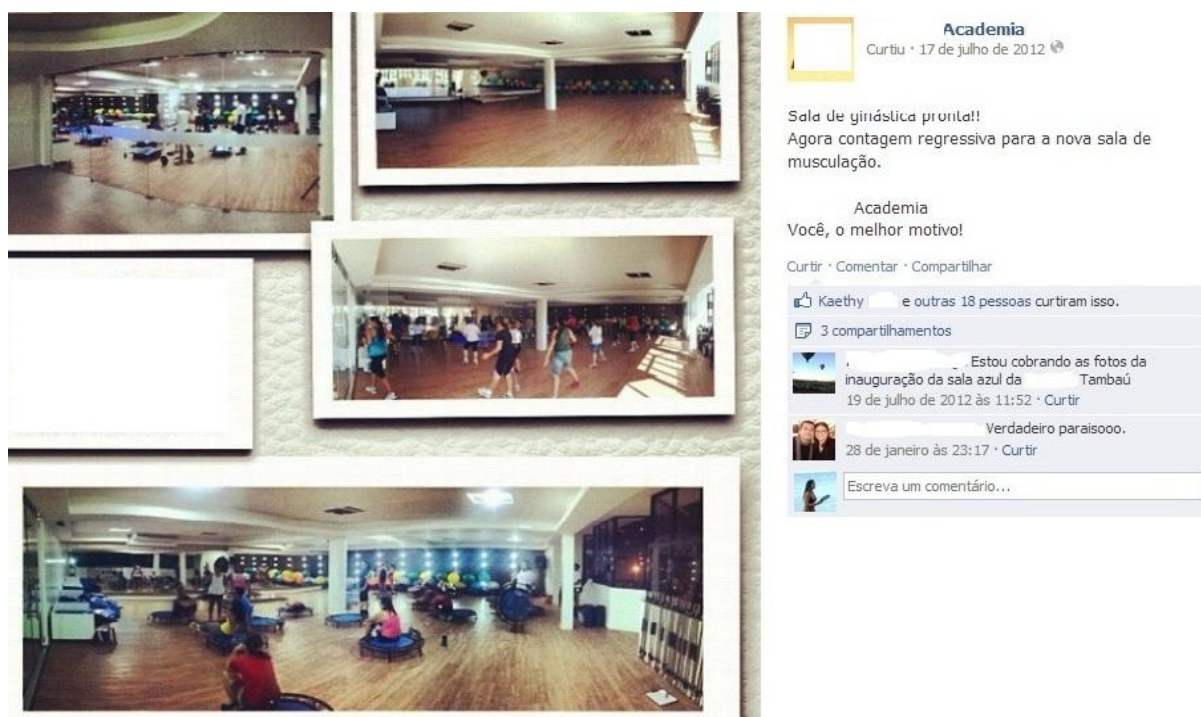 Academia
Curtiu · 17 de julho de 2012
Sala de ginástica pronta!!
Agora contagem regressiva para a nova sala de
musculação.
Academia
Você, o melhor motivo!
Curtir · Comentar · Compartilhar
Kaethy e outras 18 pessoas curtiram isso.
3 compartilhamentos
Estou cobrando as fotos da
inauguração da sala azul da Tambaú
19 de julho de 2012 às 11:52 · Curtir
Verdadeiro paraisooo.
28 de janeiro às 23:17 · Curtir
Escreva um comentário...